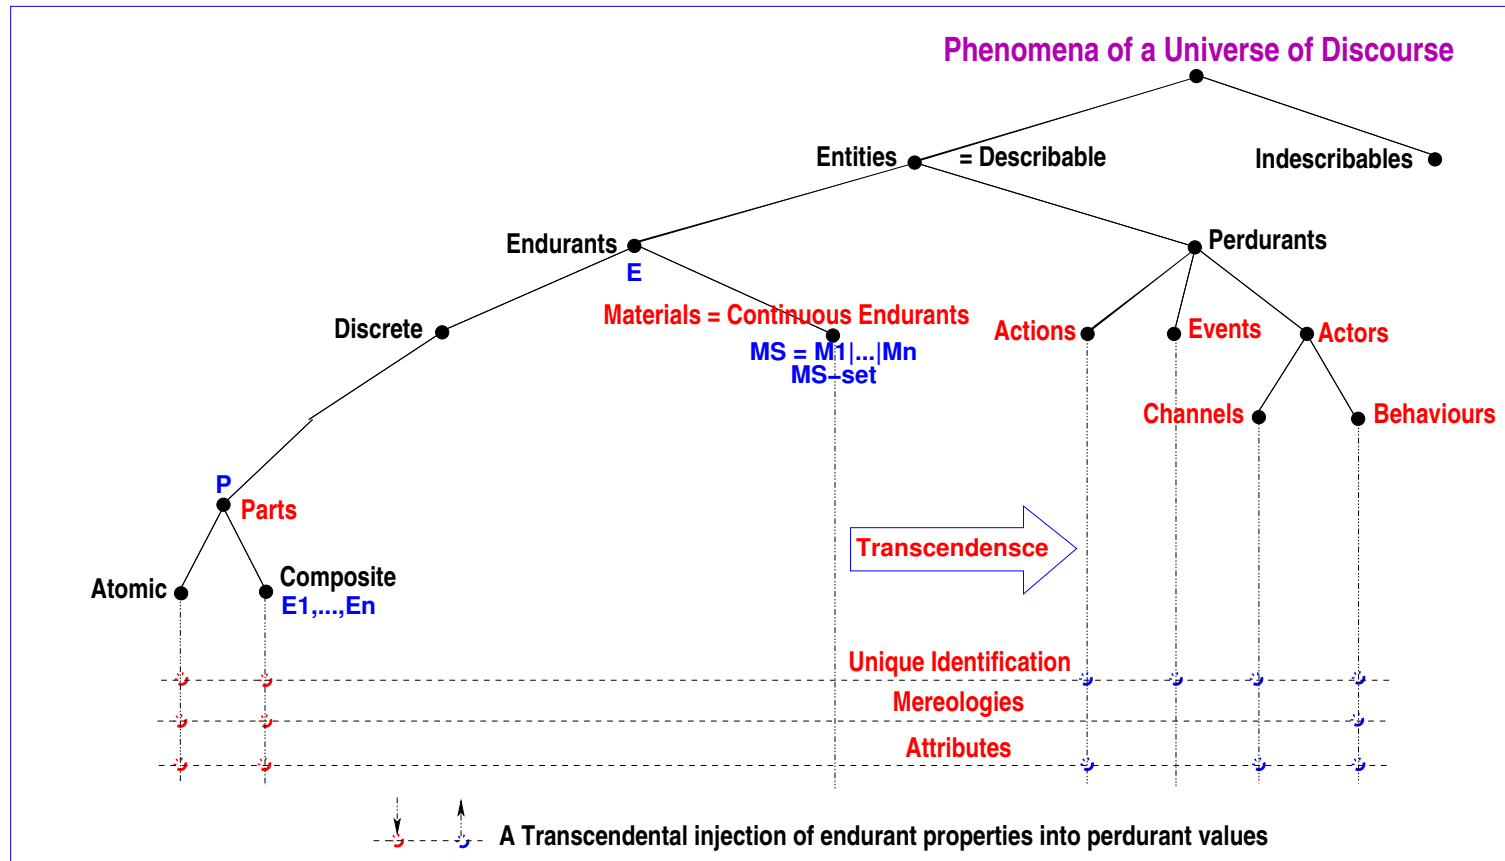 Phenomena of a Universe of Discourse
Entities
= Describable
Indescribables
Endurants
E
Perdurants
Discrete
Materials = Continuous Endurants
MS = M1|...|Mn
MS-set
Actions
Events
Actors
Channels
Behaviours
P
Parts
Transcendensce
Atomic
Composite
E1,...,En
Unique Identification
Mereologies
Attributes
A Transcendental injection of endurant properties into perdurant values